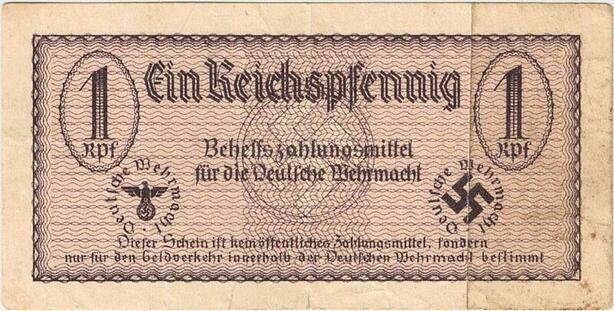 1 Ein Reichspfennig 1
Rpf Rpf
Behelfszahlungsmittel
für die Deutsche Wehrmacht
Deutsche Wehrmacht ·
Deutsche Wehrmacht ·
Dieser Schein ist kein öffentliches Zahlungsmittel, sondern
nur für den Geldverkehr innerhalb der Deutschen Wehrmacht bestimmt